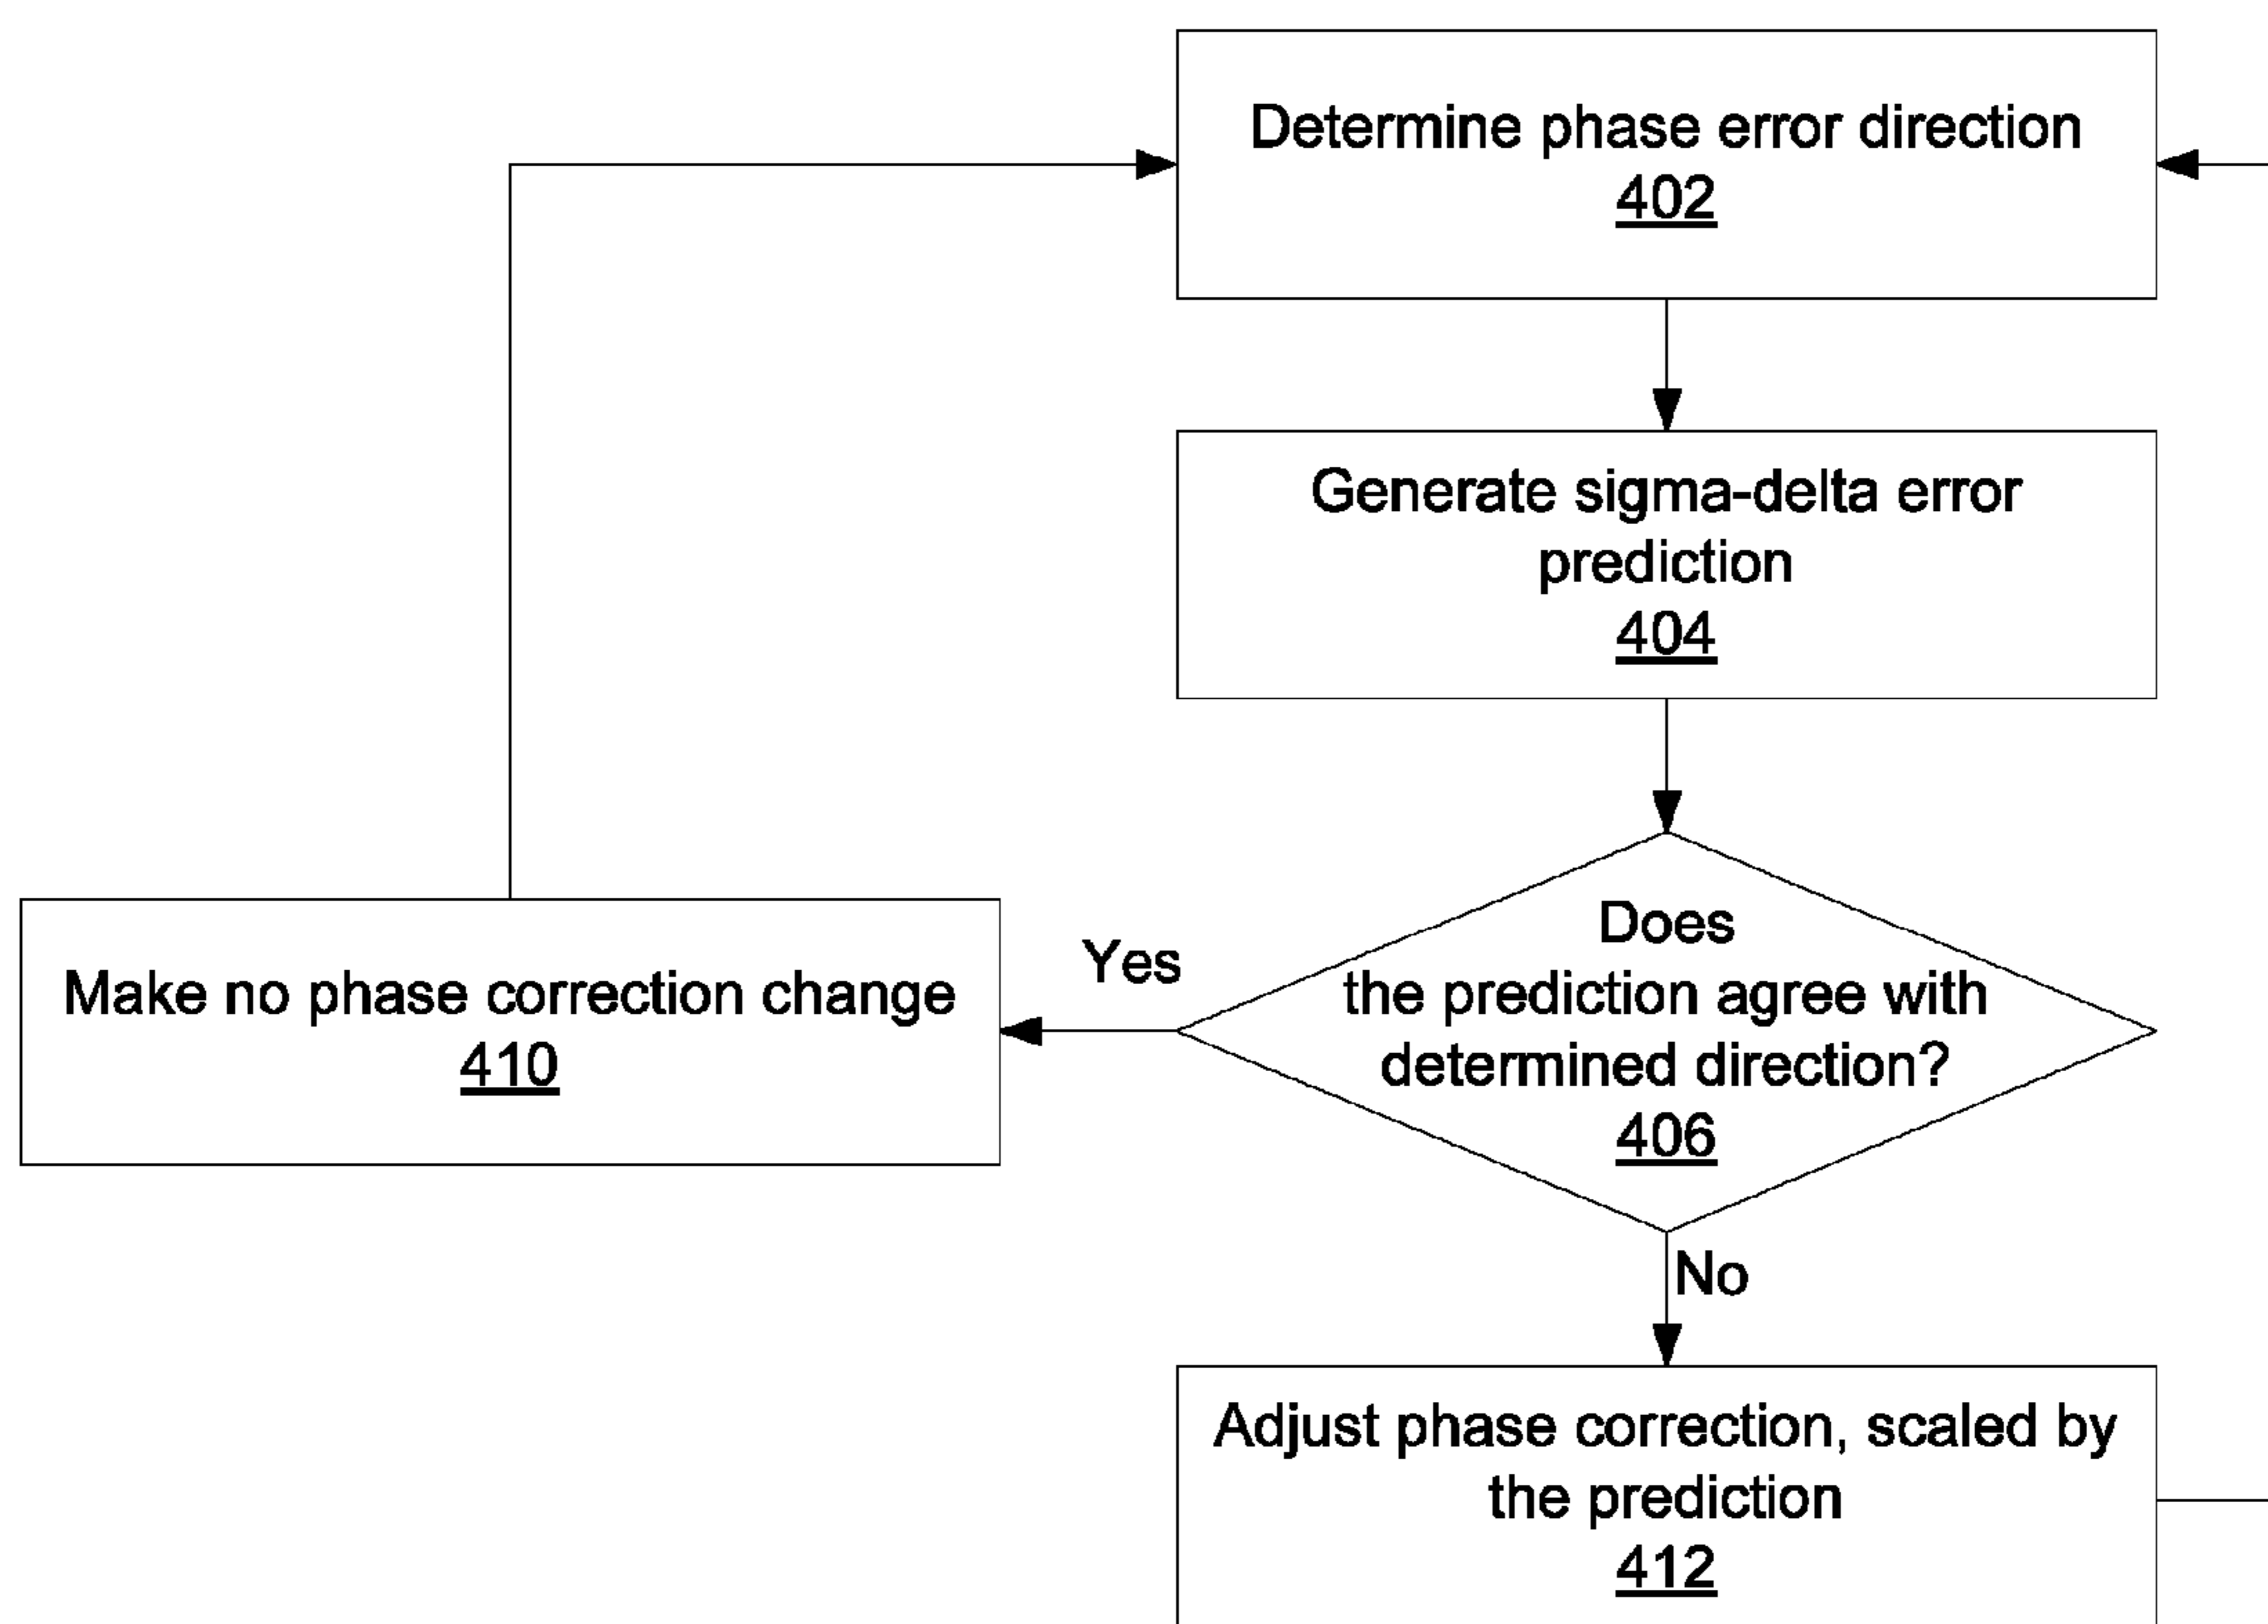 Determine phase error direction
402
Generate sigma-delta error
prediction
404
Does
the prediction agree with
determined direction?
406
Yes
Make no phase correction change
410
No
Adjust phase correction, scaled by
the prediction
412